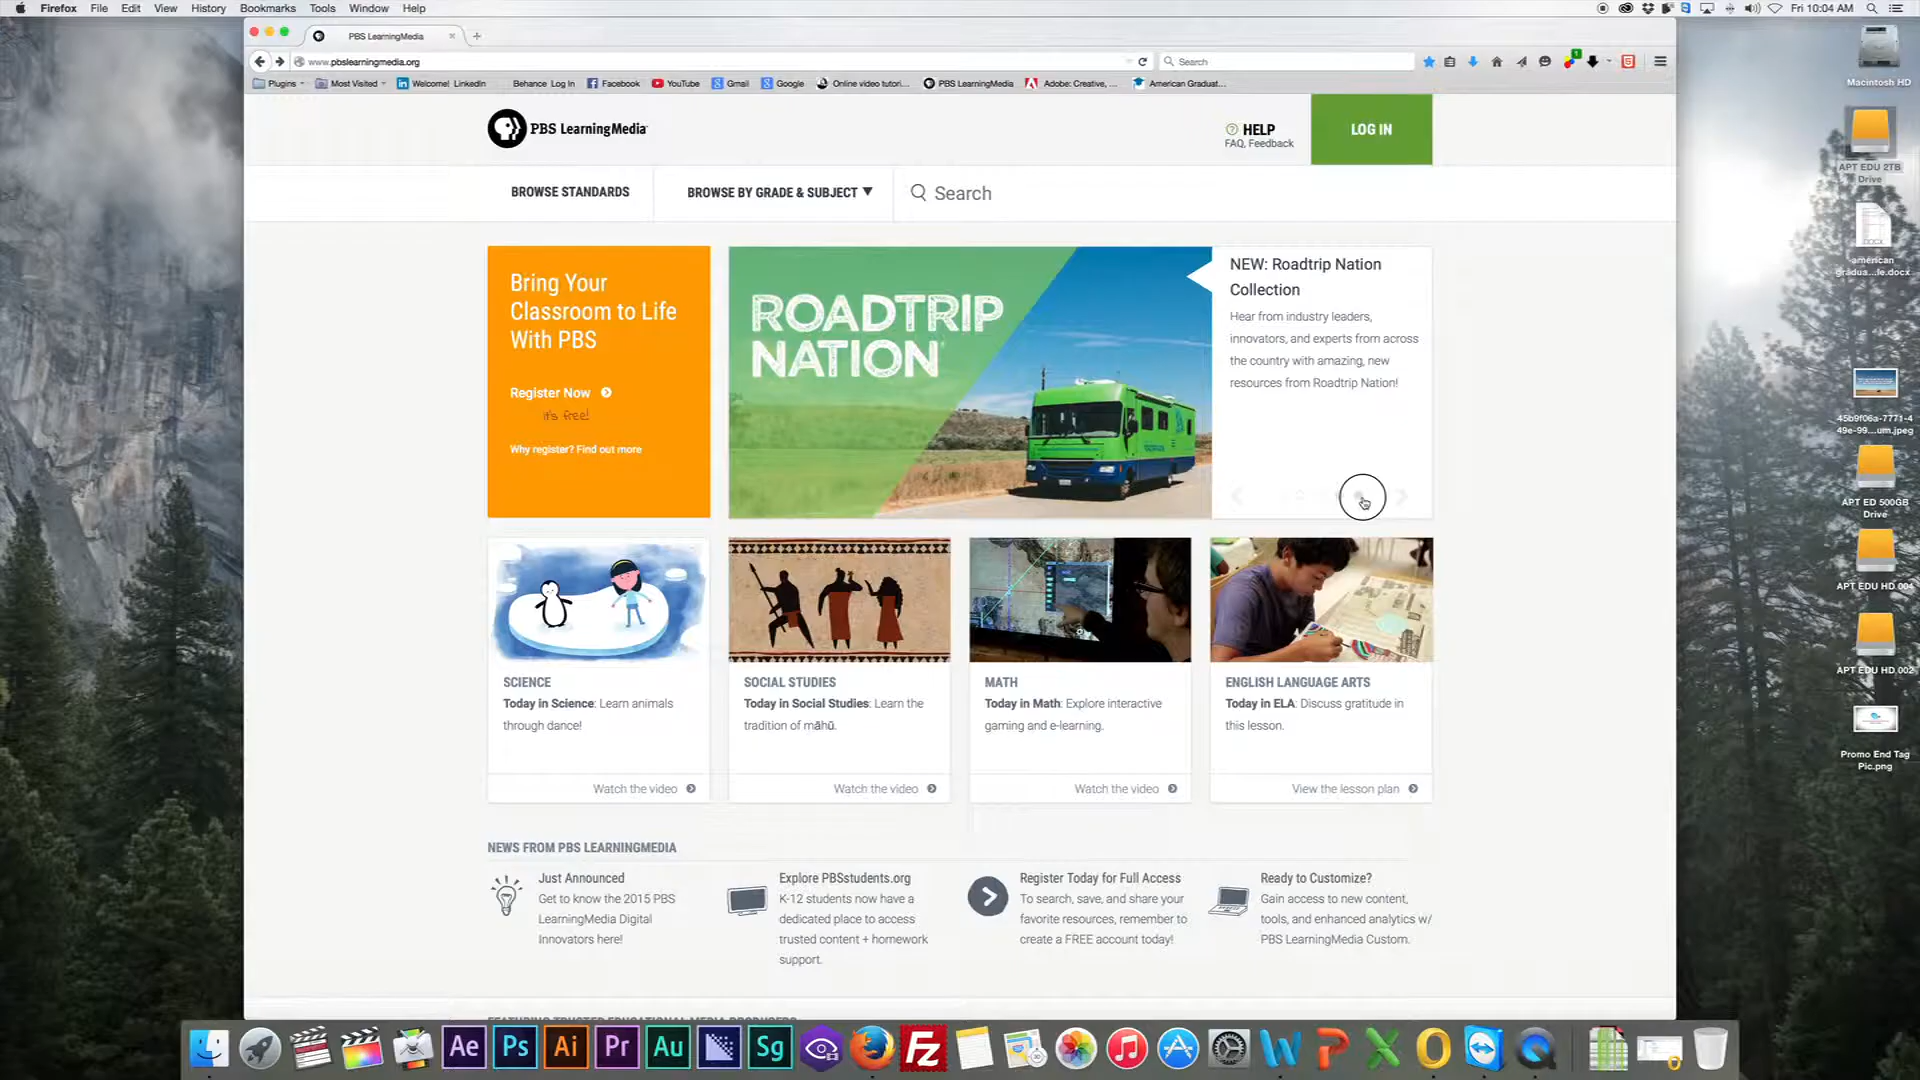 Firefox File Edit View History Bookmarks Tools Window Help Fri 10:04 AM
PBS LearningMedia
www.pbslearningmedia.org Search
Plugins Most Visited Welcome! LinkedIn Behance Log In Facebook YouTube Gmail Google Online video tutori... PBS LearningMedia Adobe: Creative, ... American Graduat...
PBS LearningMedia
HELP
FAQ, Feedback
LOG IN
BROWSE STANDARDS BROWSE BY GRADE & SUBJECT Search
Bring Your
Classroom to Life
With PBS
Register Now
it's free!
Why register? Find out more
ROADTRIP
NATION
NEW: Roadtrip Nation
Collection
Hear from industry leaders,
innovators, and experts from across
the country with amazing, new
resources from Roadtrip Nation!
SCIENCE
Today in Science: Learn animals
through dance!
Watch the video
SOCIAL STUDIES
Today in Social Studies: Learn the
tradition of māhū.
Watch the video
MATH
Today in Math: Explore interactive
gaming and e-learning.
Watch the video
ENGLISH LANGUAGE ARTS
Today in ELA: Discuss gratitude in
this lesson.
View the lesson plan
NEWS FROM PBS LEARNINGMEDIA
Just Announced
Get to know the 2015 PBS
LearningMedia Digital
Innovators here!
Explore PBSstudents.org
K-12 students now have a
dedicated place to access
trusted content + homework
support.
Register Today for Full Access
To search, save, and share your
favorite resources, remember to
create a FREE account today!
Ready to Customize?
Gain access to new content,
tools, and enhanced analytics w/
PBS LearningMedia Custom.
FEATURING TRUSTED EDUCATIONAL MEDIA PRODUCERS
Macintosh HD
APT EDU 2TB
Drive
DOCX
american
gradua...le.docx
45b9f06a-7771-4
49e-99...um.jpeg
APT ED 500GB
Drive
APT EDU HD 004
APT EDU HD 002
Promo End Tag
Pic.png
Ae Ps Ai Pr Au Sg Fz